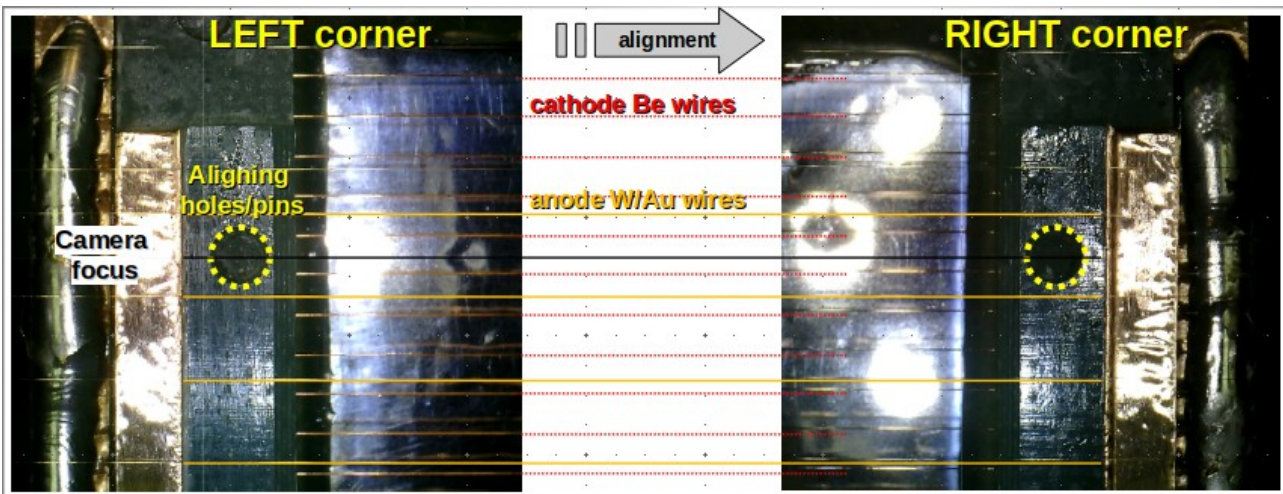 LEFT corner
alignment
RIGHT corner
cathode Be wires
Aligning
holes/pins
anode W/Au wires
Camera
focus